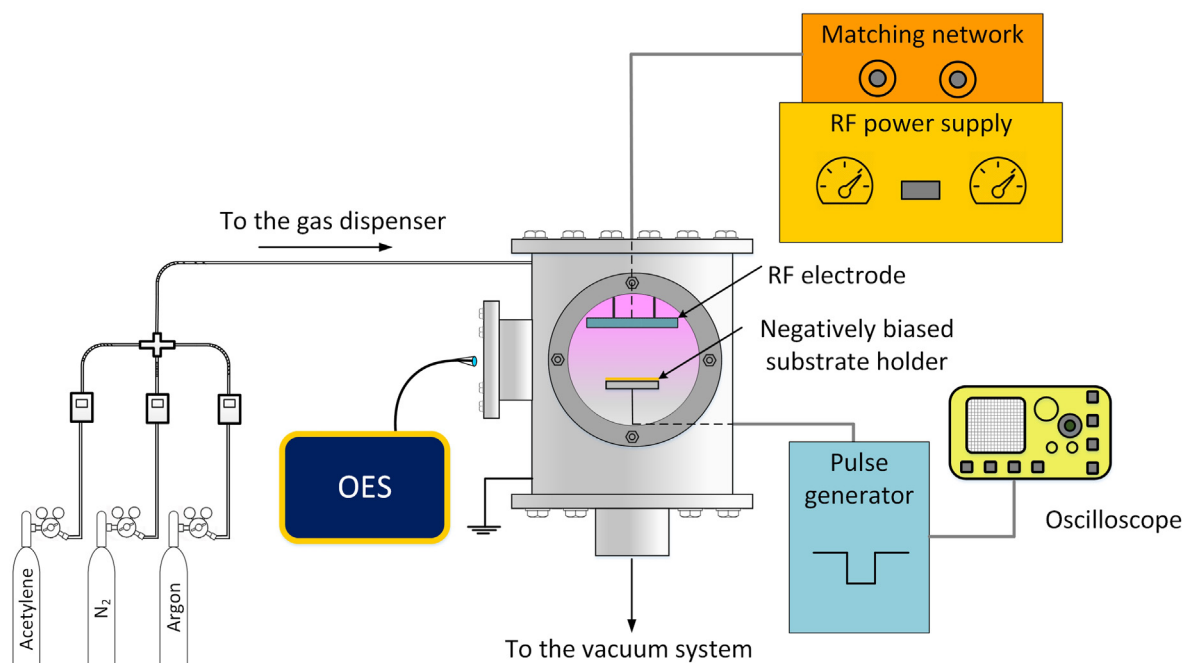 Matching network
RF power supply
To the gas dispenser
RF electrode
Negatively biased
substrate holder
OES
Pulse
generator
Oscilloscope
Acetylene
N₂
Argon
To the vacuum system